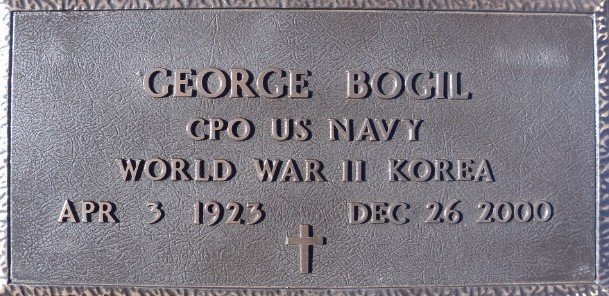 GEORGE BOGIL
CPO US NAVY
WORLD WAR II KOREA
APR 3 1923 DEC 26 2000